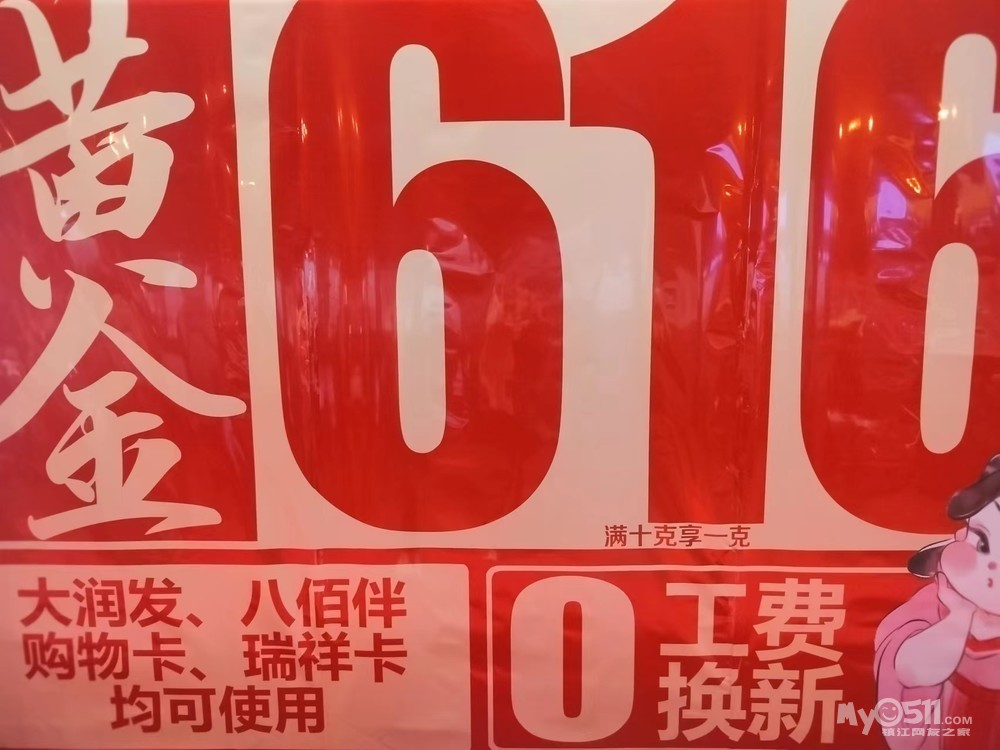 黄金
616
满十克享一克
大润发、八佰伴
购物卡、瑞祥卡
均可使用
0
工费
换新
My0511.COM
镇江网友之家